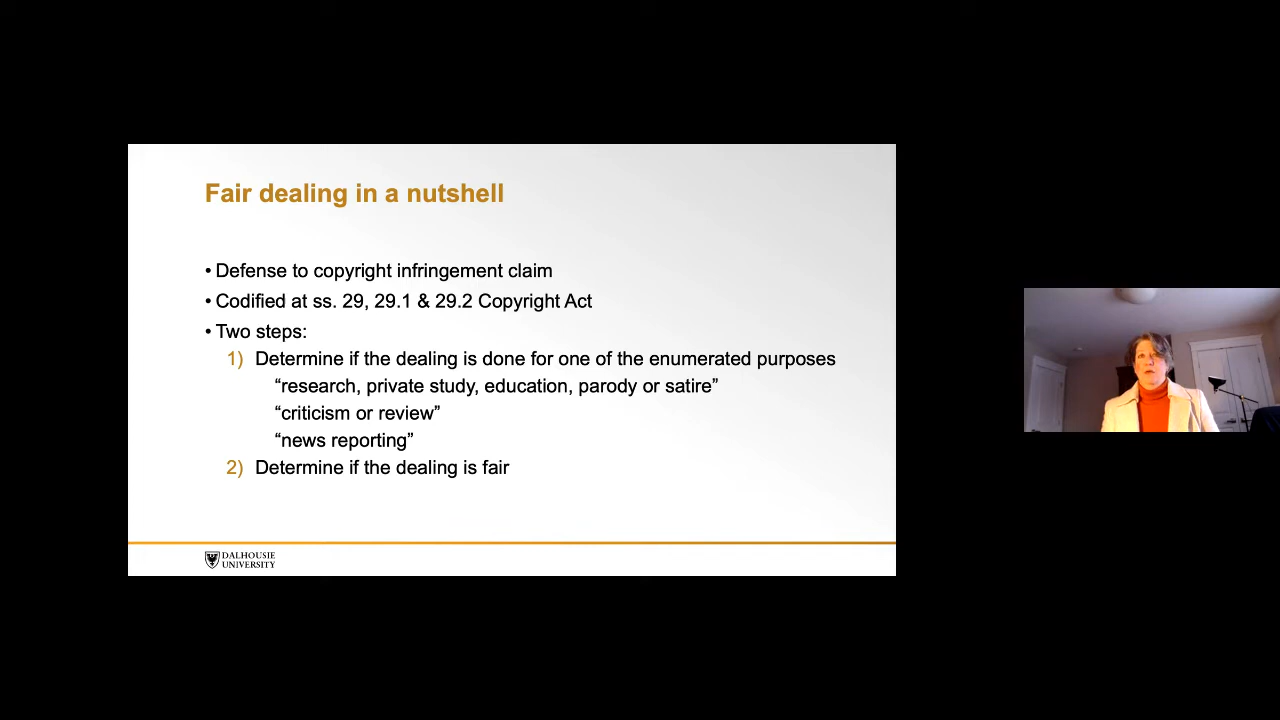 Fair dealing in a nutshell
• Defense to copyright infringement claim
• Codified at ss. 29, 29.1 & 29.2 Copyright Act
• Two steps:
1) Determine if the dealing is done for one of the enumerated purposes
“research, private study, education, parody or satire”
“criticism or review”
“news reporting”
2) Determine if the dealing is fair
DALHOUSIE
UNIVERSITY